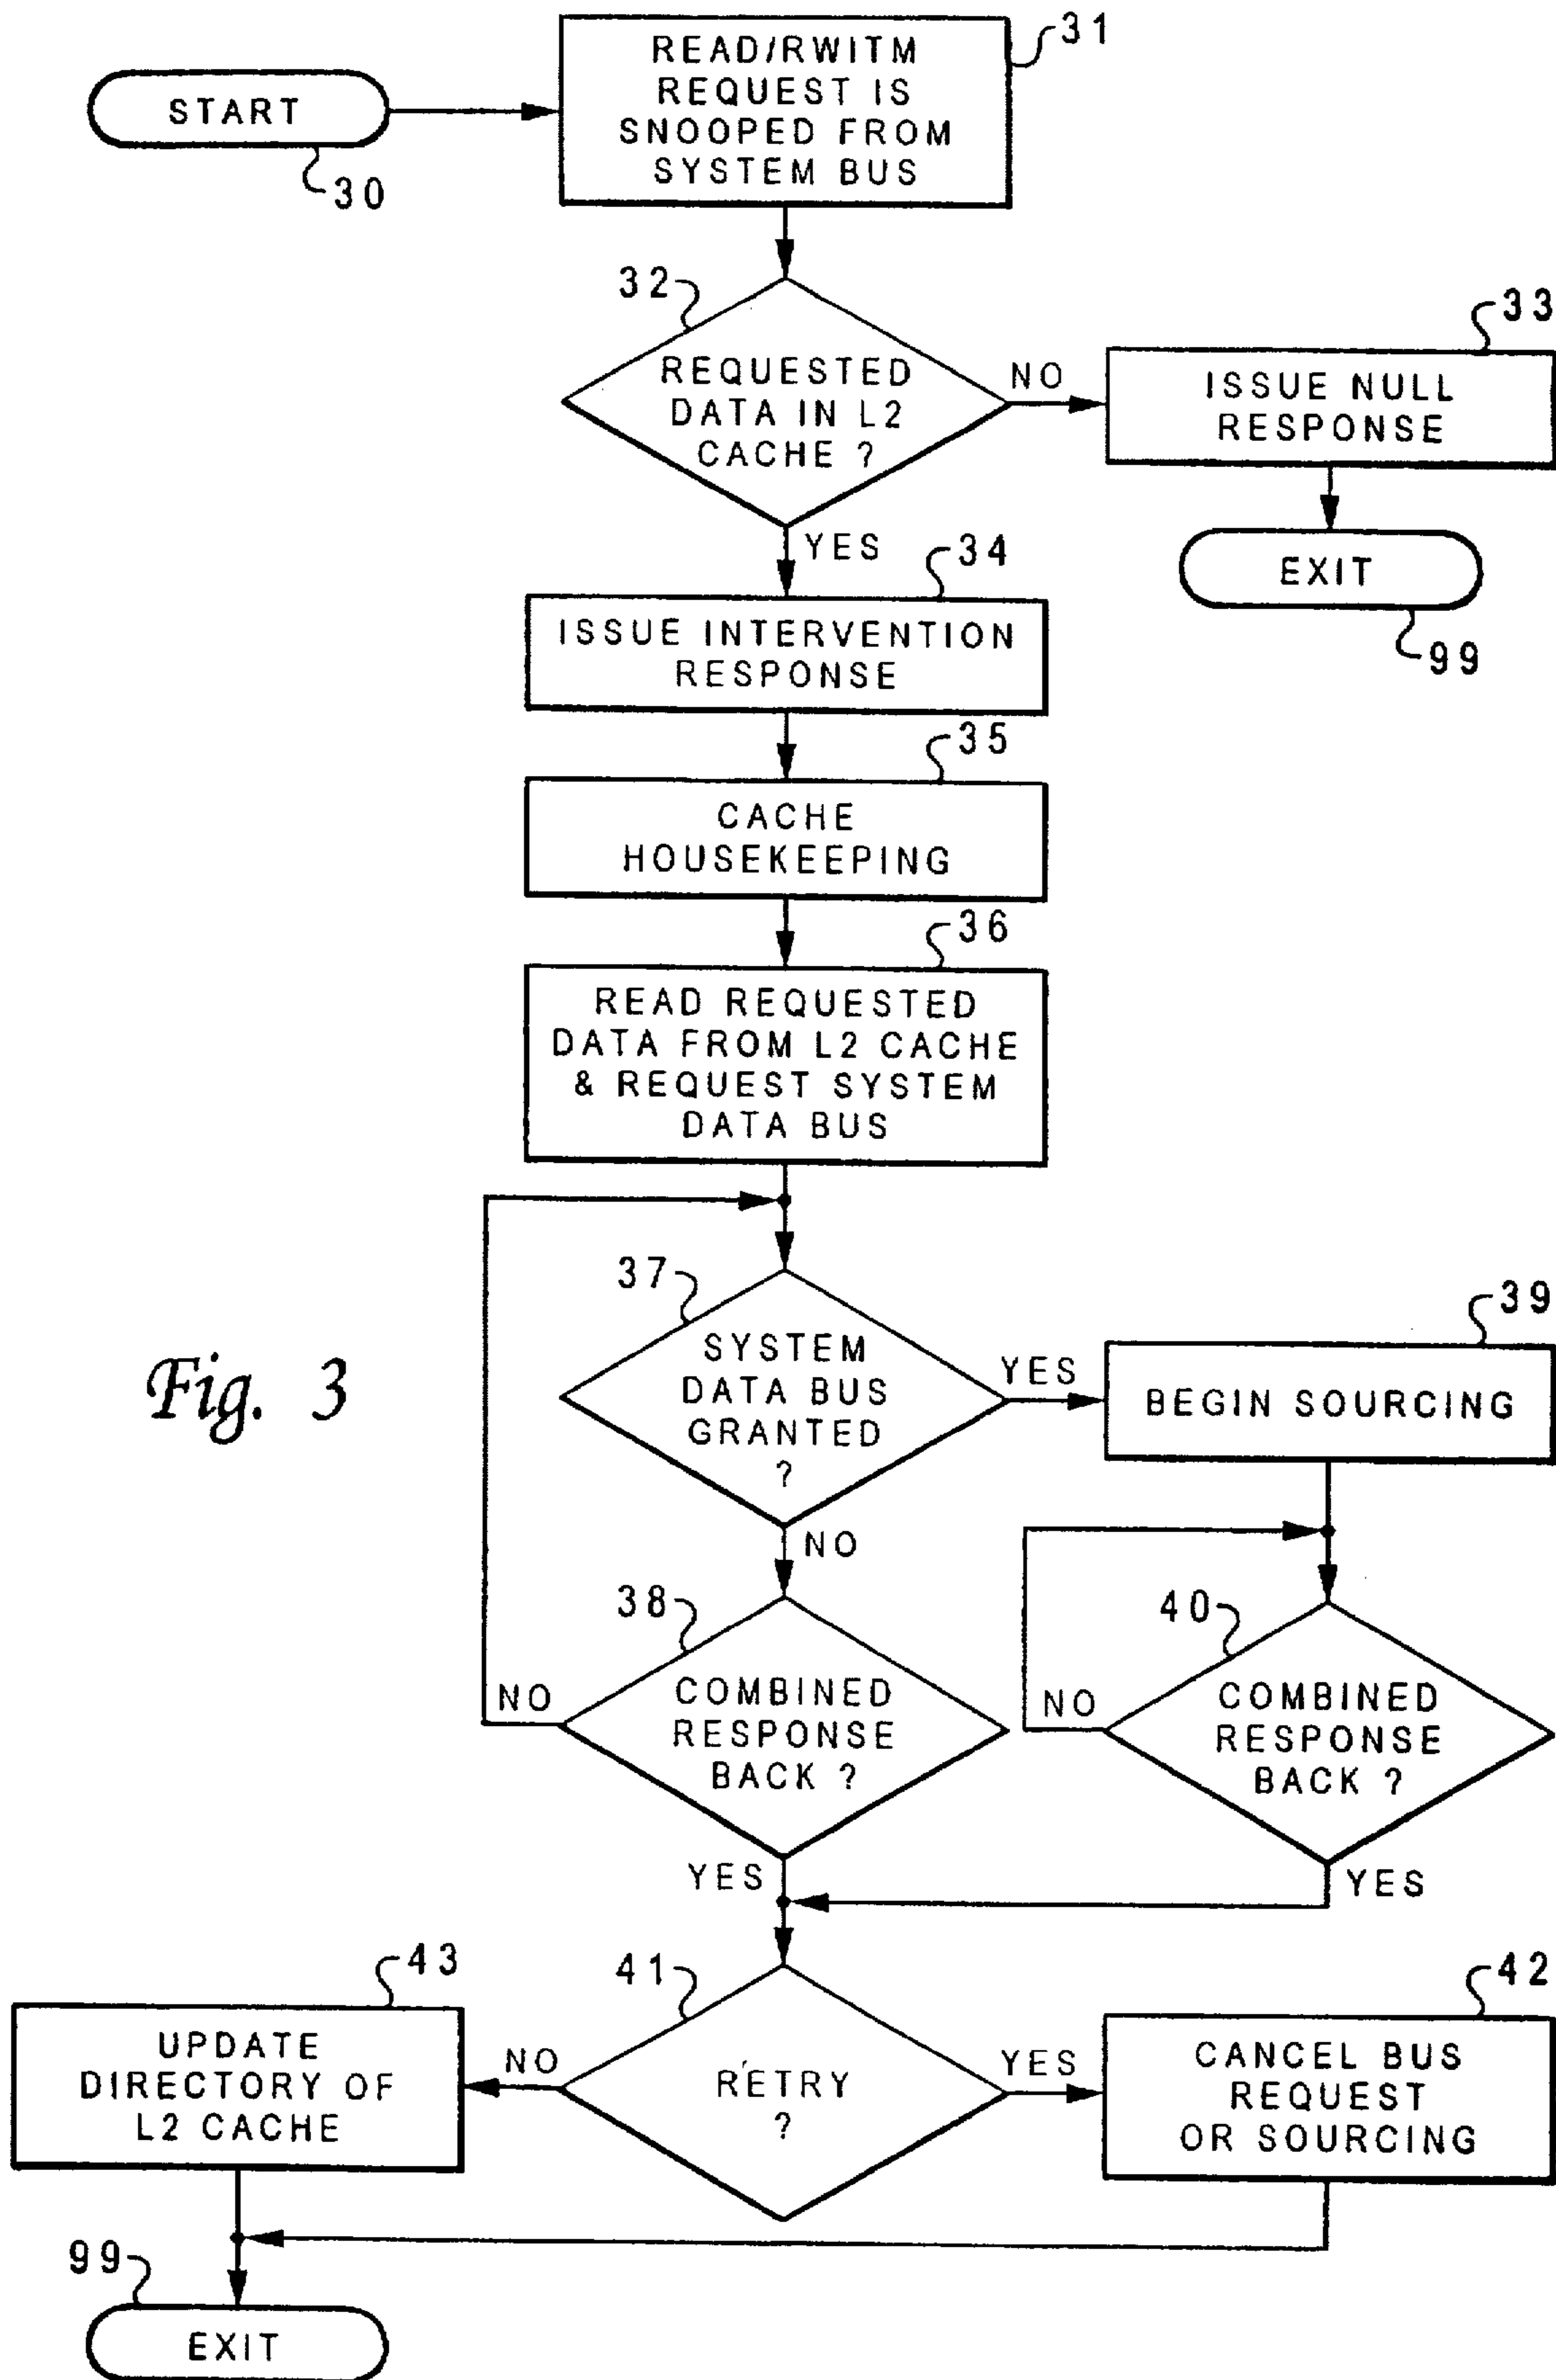 31
READ/RWITM
REQUEST IS
SNOOPED FROM
SYSTEM BUS
START
30
32
REQUESTED
DATA IN L2
CACHE ?
NO
33
ISSUE NULL
RESPONSE
YES
EXIT
99
34
ISSUE INTERVENTION
RESPONSE
35
CACHE
HOUSEKEEPING
36
READ REQUESTED
DATA FROM L2 CACHE
& REQUEST SYSTEM
DATA BUS
37
SYSTEM
DATA BUS
GRANTED
?
YES
39
BEGIN SOURCING
Fig. 3
NO
38
COMBINED
RESPONSE
BACK ?
NO
40
COMBINED
RESPONSE
BACK ?
NO
YES
YES
41
RETRY
?
NO
YES
43
UPDATE
DIRECTORY OF
L2 CACHE
42
CANCEL BUS
REQUEST
OR SOURCING
99
EXIT